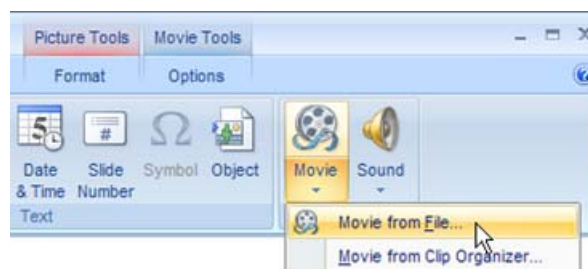 Picture Tools Movie Tools
Format Options
Date & Time Slide Number Symbol Object Movie Sound
Text
Movie from File...
Movie from Clip Organizer...